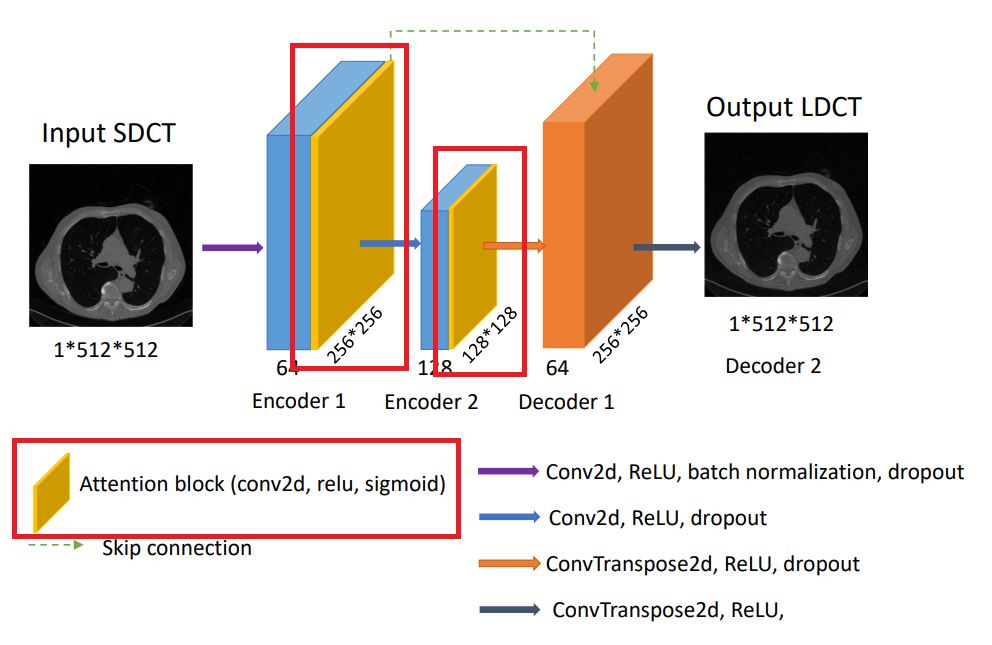 Input SDCT
Output LDCT
1*512*512
256*256
128*128
256*256
1*512*512
64
128
64
Encoder 1
Encoder 2
Decoder 1
Decoder 2
Attention block (conv2d, relu, sigmoid)
Skip connection
Conv2d, ReLU, batch normalization, dropout
Conv2d, ReLU, dropout
ConvTranspose2d, ReLU, dropout
ConvTranspose2d, ReLU,